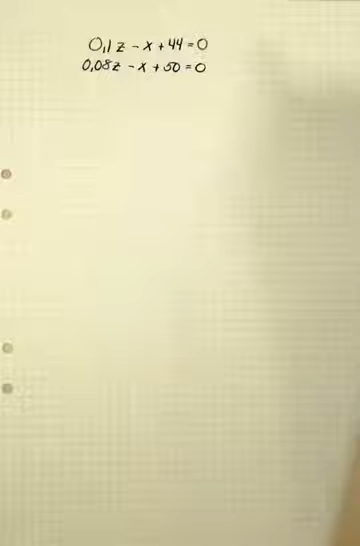 0,1z - x + 44 = 0
0,08z - x + 50 = 0